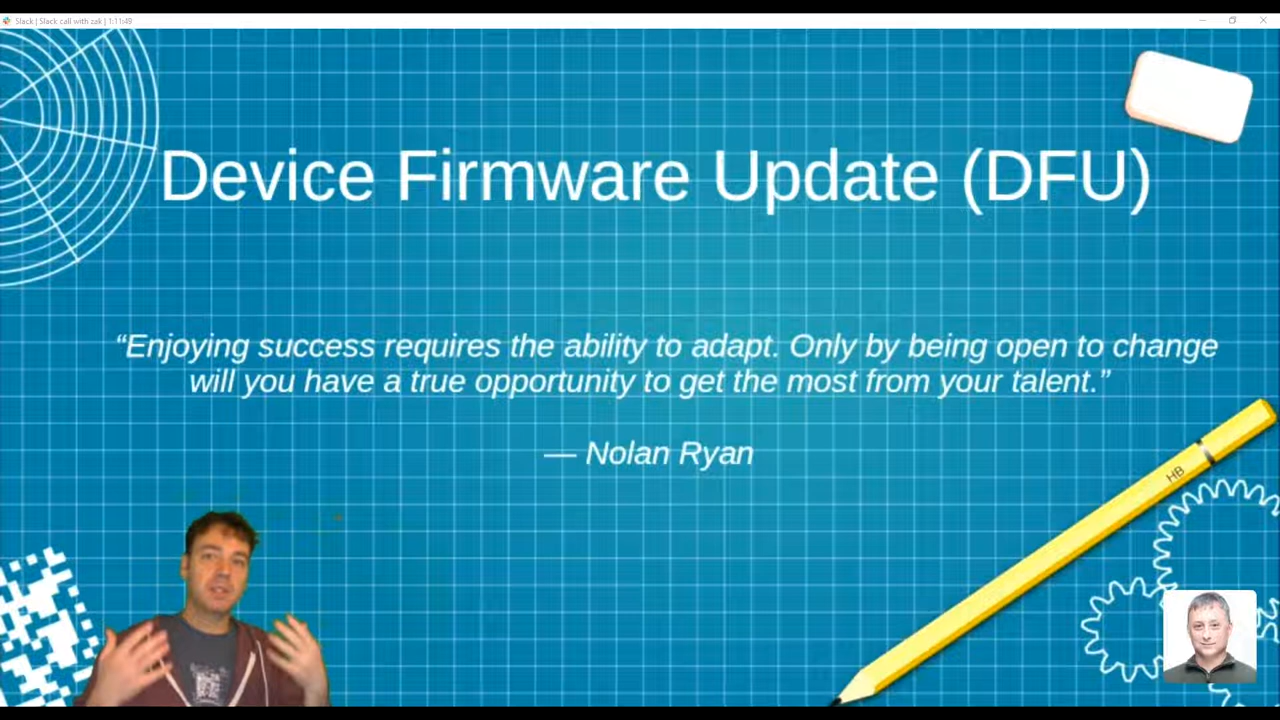 Slack | Slack call with zak | 1:11:49
Device Firmware Update (DFU)
“Enjoying success requires the ability to adapt. Only by being open to change
will you have a true opportunity to get the most from your talent.”
— Nolan Ryan
HB